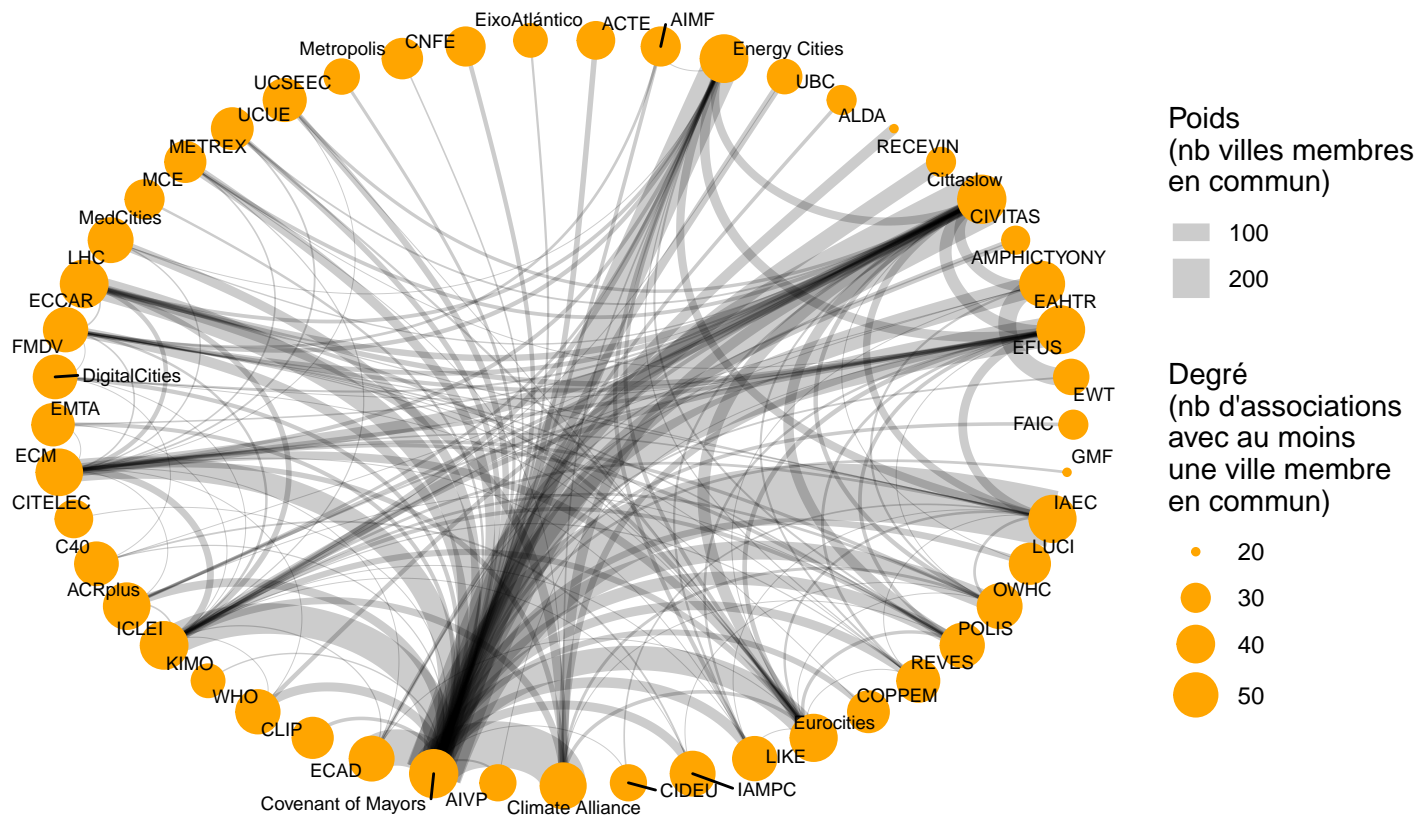 EixoAtlántico
ACTE
AIMF
CNFE
Energy Cities
Metropolis
UBC
UCSEEC
ALDA
UCUE
RECEVIN
METREX
Cittaslow
MCE
CIVITAS
MedCities
AMPHICTYONY
LHC
EAHTR
ECCAR
EFUS
FMDV
DigitalCities
EWT
EMTA
FAIC
ECM
GMF
CITELEC
IAEC
C40
LUCI
ACRplus
OWHC
ICLEI
POLIS
KIMO
REVES
WHO
COPPEM
CLIP
Eurocities
ECAD
LIKE
Covenant of Mayors
AIVP
Climate Alliance
CIDEU
IAMPC
Poids
(nb villes membres
en commun)
100
200
Degré
(nb d'associations
avec au moins
une ville membre
en commun)
20
30
40
50